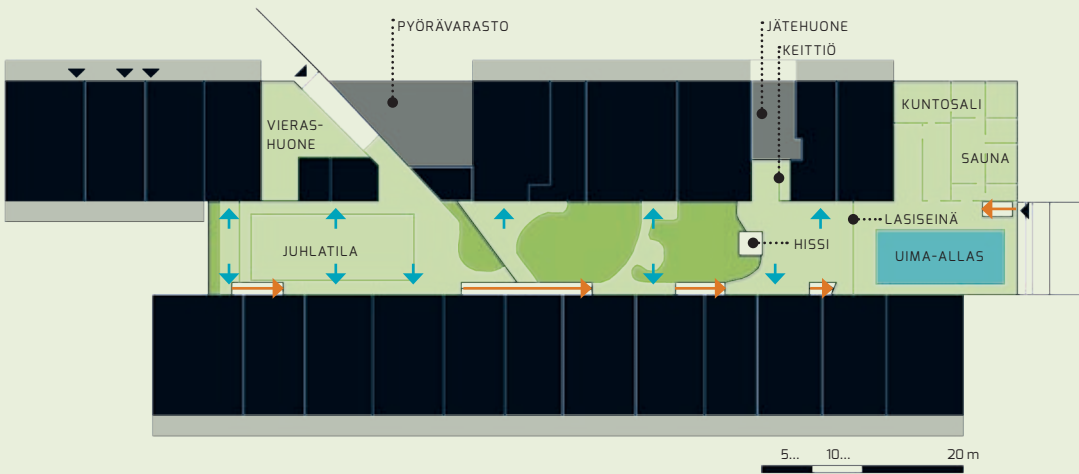 PYÖRÄVARASTO
JÄTEHUONE
KEITTIÖ
VIERAS-
HUONE
KUNTOSALI
SAUNA
LASISEINÄ
JUHLATILA
HISSI
UIMA-ALLAS
5... 10... 20 m